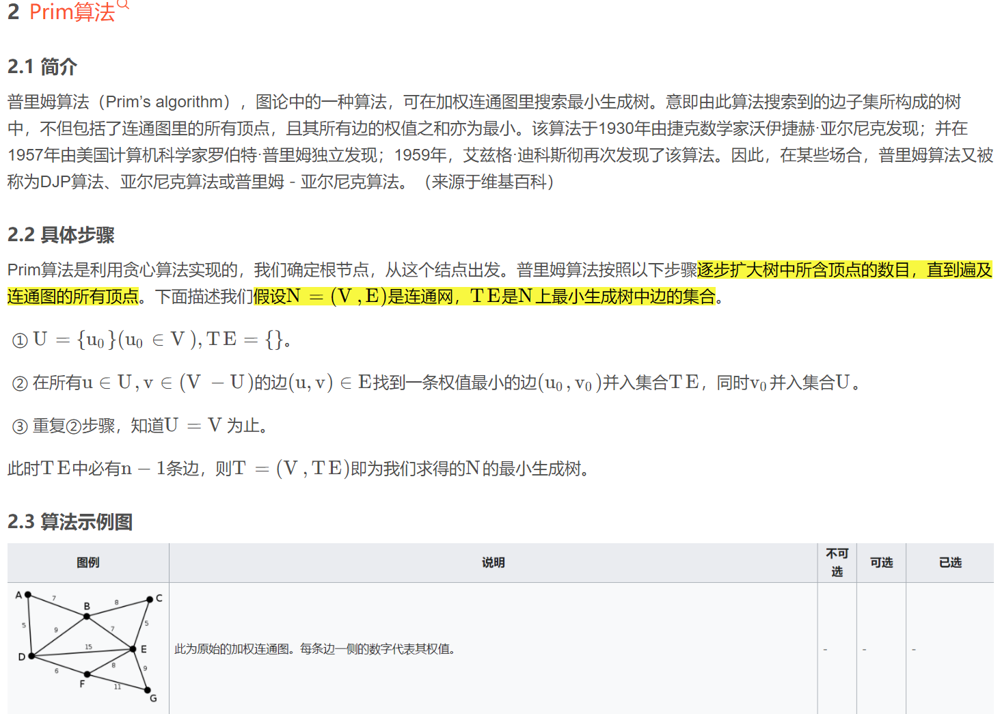 2 Prim算法
2.1 简介
普里姆算法（Prim’s algorithm），图论中的一种算法，可在加权连通图里搜索最小生成树。意即由此算法搜索到的边子集所构成的树
中，不但包括了连通图里的所有顶点，且其所有边的权值之和亦为最小。该算法于1930年由捷克数学家沃伊捷赫·亚尔尼克发现；并在
1957年由美国计算机科学家罗伯特·普里姆独立发现；1959年，艾兹格·迪科斯彻再次发现了该算法。因此，在某些场合，普里姆算法又被
称为DJP算法、亚尔尼克算法或普里姆－亚尔尼克算法。（来源于维基百科）
2.2 具体步骤
Prim算法是利用贪心算法实现的，我们确定根节点，从这个结点出发。普里姆算法按照以下步骤逐步扩大树中所含顶点的数目，直到遍及
连通图的所有顶点。下面描述我们假设N = (V, E)是连通网，TE是N上最小生成树中边的集合。
① U = {u₀}(u₀ ∈ V), TE = {}。
② 在所有u ∈ U, v ∈ (V − U)的边(u, v) ∈ E找到一条权值最小的边(u₀, v₀)并入集合TE，同时v₀并入集合U。
③ 重复②步骤，知道U = V 为止。
此时TE中必有n − 1条边，则T = (V, TE)即为我们求得的N的最小生成树。
2.3 算法示例图
图例 说明 不可选 可选 已选
A 7 B 8 C
5 9 7 5
D 15 E
6 8 9
F 11 G
此为原始的加权连通图。每条边一侧的数字代表其权值。 - - -